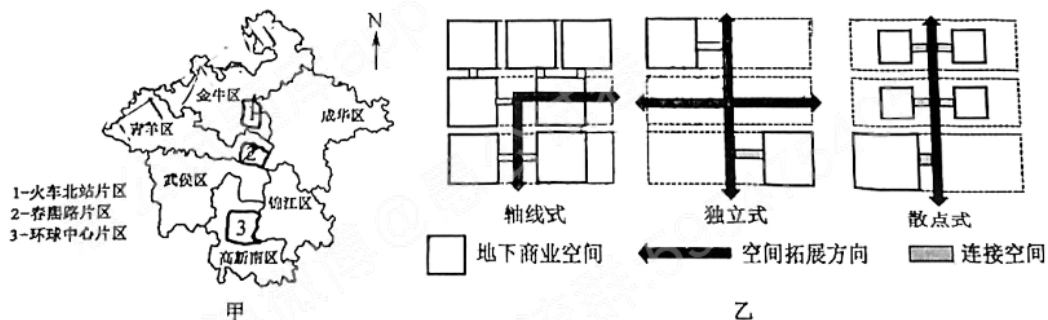 N
金牛区
成华区
青羊区
1
2
武侯区
锦江区
3
高新南区
1-火车北站片区
2-春熙路片区
3-环球中心片区
甲
轴线式
独立式
散点式
地下商业空间
空间拓展方向
连接空间
乙